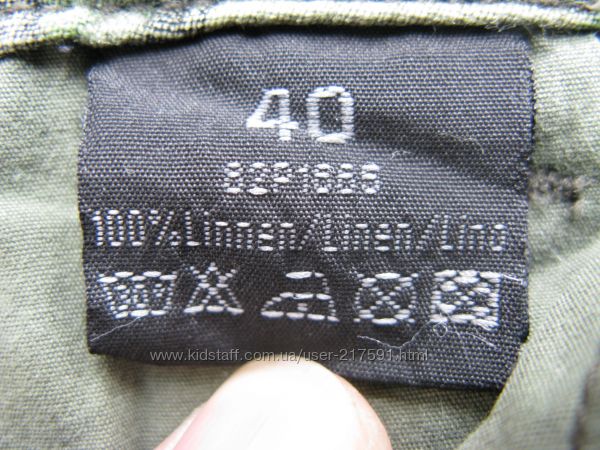 40
100%Linnen/Linen/Lino
www.kidstaff.com.ua/user-217591.html